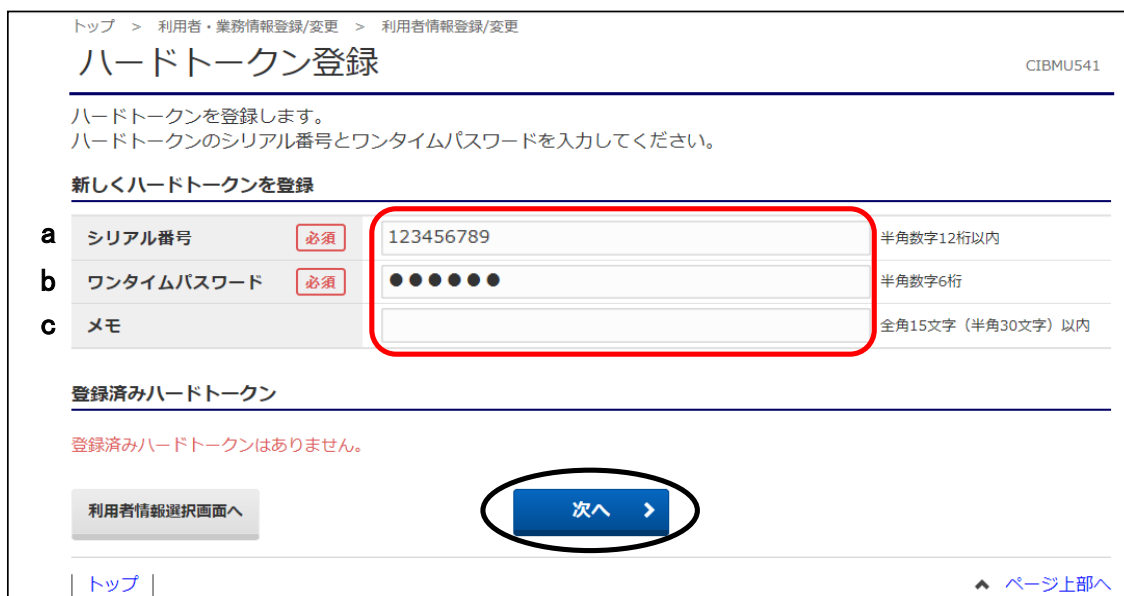 トップ > 利用者・業務情報登録/変更 > 利用者情報登録/変更
ハードトークン登録 CIBMU541
ハードトークンを登録します。
ハードトークンのシリアル番号とワンタイムパスワードを入力してください。
新しくハードトークンを登録
a シリアル番号 必須 123456789 半角数字12桁以内
b ワンタイムパスワード 必須 ●●●●●● 半角数字6桁
c メモ 全角15文字（半角30文字）以内
登録済みハードトークン
登録済みハードトークンはありません。
利用者情報選択画面へ 次へ
トップ ページ上部へ